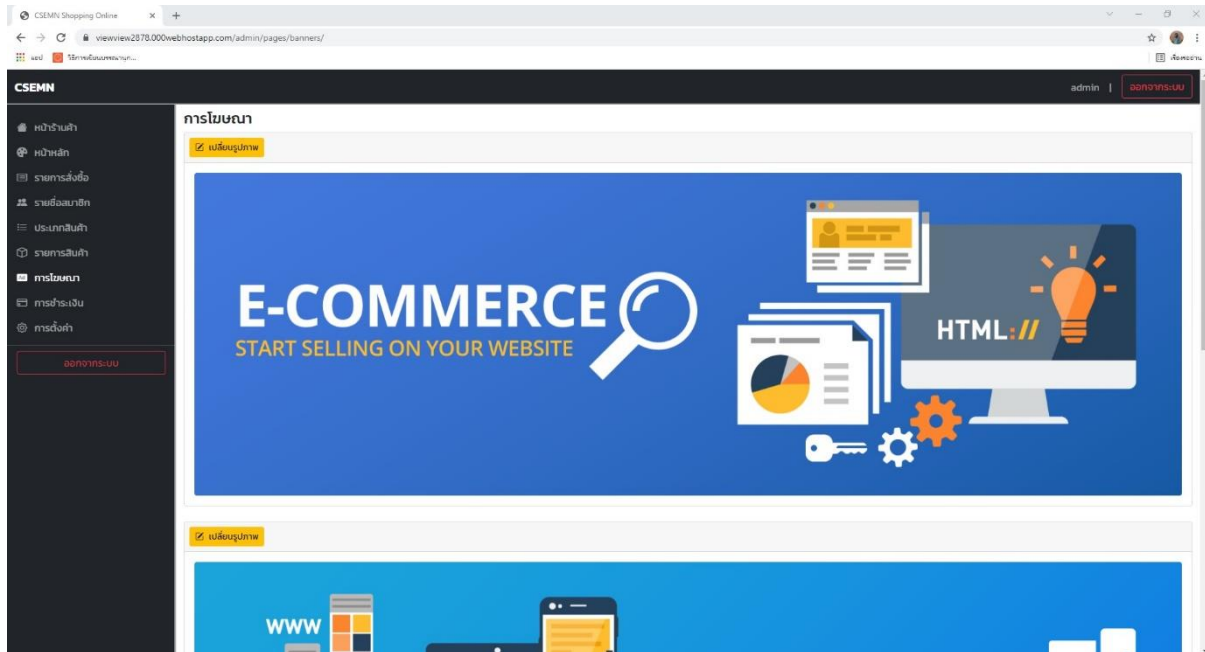 CSEMN Shopping Online
viewview2878.000webhostapp.com/admin/pages/banners/
แอป
CSEMN
admin | ออกจากระบบ
หน้าร้านค้า
หน้าหลัก
รายการสั่งซื้อ
รายชื่อสมาชิก
ประเภทสินค้า
รายการสินค้า
การโฆษณา
การชำระเงิน
การตั้งค่า
ออกจากระบบ
การโฆษณา
เปลี่ยนรูปภาพ
E-COMMERCE
START SELLING ON YOUR WEBSITE
HTML://
เปลี่ยนรูปภาพ
WWW